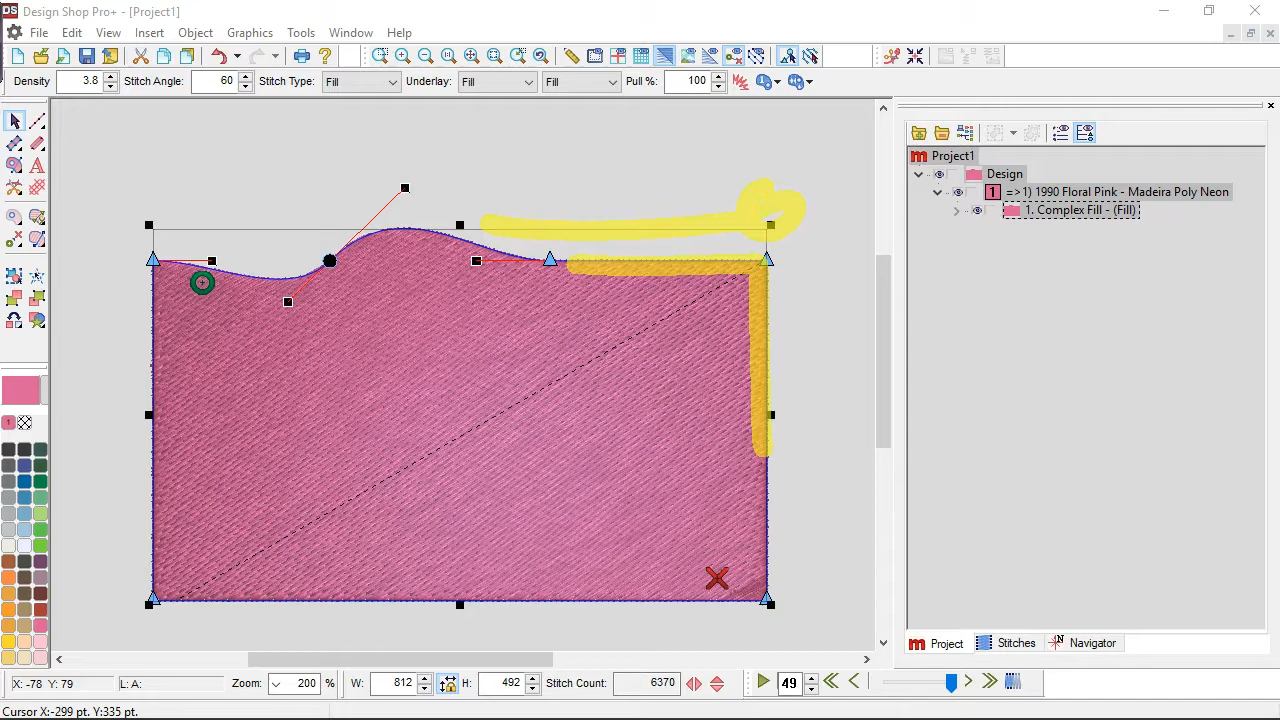 DS Design Shop Pro+ - [Project1]
File Edit View Insert Object Graphics Tools Window Help
Density 3.8 Stitch Angle: 60 Stitch Type: Fill Underlay: Fill Fill Pull %: 100
Project1
Design
1 =>1) 1990 Floral Pink - Madeira Poly Neon
1. Complex Fill - (Fill)
1
Project Stitches N Navigator
X: -78 Y: 79 L: A: Zoom: 200 % W: 812 H: 492 Stitch Count: 6370 49
Cursor X:-299 pt. Y:335 pt.